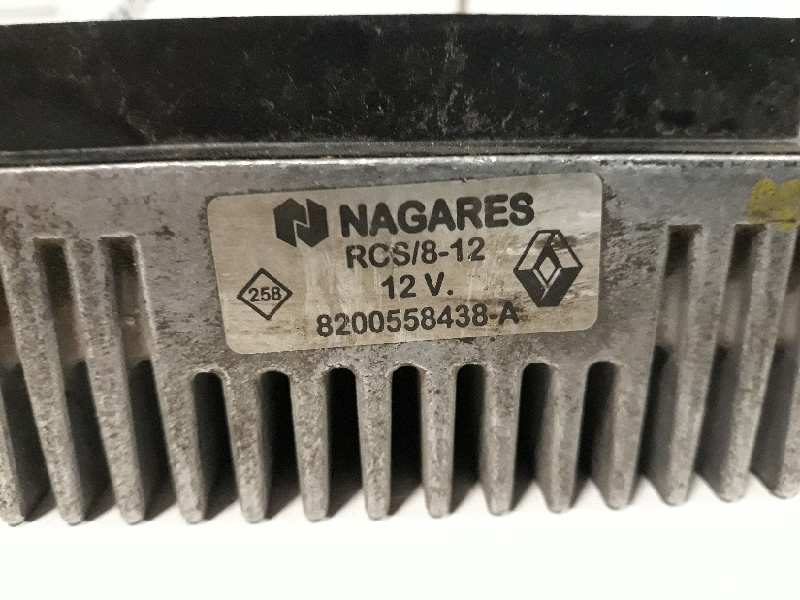 NAGARES
RCS/8-12
12 V.
258
8200558438-A